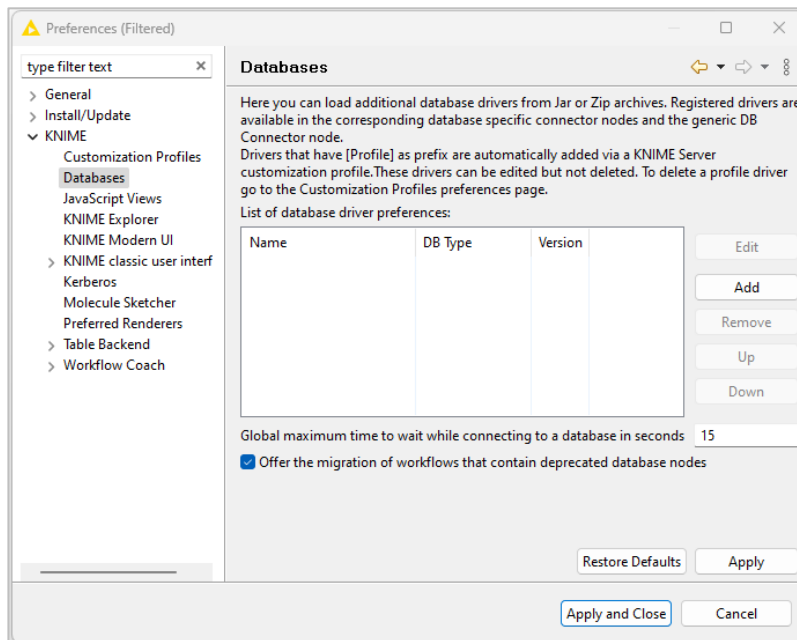 Preferences (Filtered)
type filter text
General
Install/Update
KNIME
Customization Profiles
Databases
JavaScript Views
KNIME Explorer
KNIME Modern UI
KNIME classic user interf
Kerberos
Molecule Sketcher
Preferred Renderers
Table Backend
Workflow Coach
Databases
Here you can load additional database drivers from Jar or Zip archives. Registered drivers are
available in the corresponding database specific connector nodes and the generic DB
Connector node.
Drivers that have [Profile] as prefix are automatically added via a KNIME Server
customization profile.These drivers can be edited but not deleted. To delete a profile driver
go to the Customization Profiles preferences page.
List of database driver preferences:
Name DB Type Version
Edit
Add
Remove
Up
Down
Global maximum time to wait while connecting to a database in seconds 15
Offer the migration of workflows that contain deprecated database nodes
Restore Defaults Apply
Apply and Close Cancel